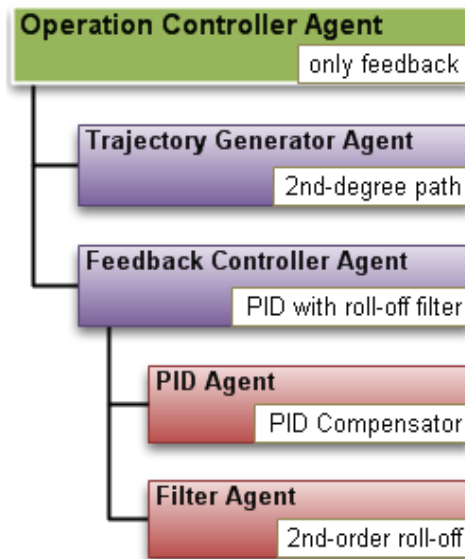 Operation Controller Agent
only feedback
Trajectory Generator Agent
2nd-degree path
Feedback Controller Agent
PID with roll-off filter
PID Agent
PID Compensator
Filter Agent
2nd-order roll-off